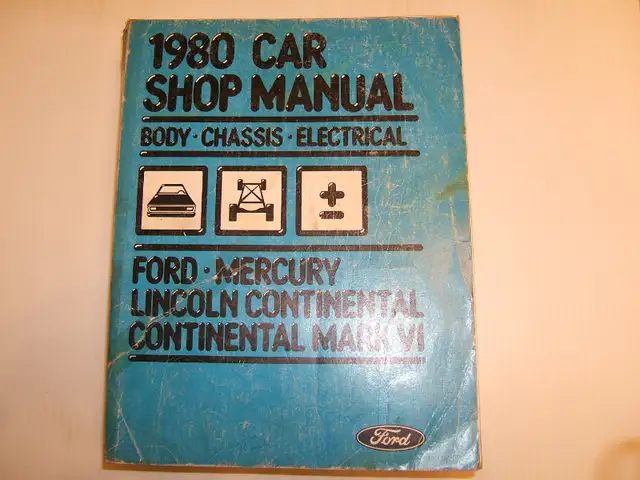 1980 CAR
SHOP MANUAL
BODY · CHASSIS · ELECTRICAL
FORD · MERCURY
LINCOLN CONTINENTAL
CONTINENTAL MARK VI
Ford